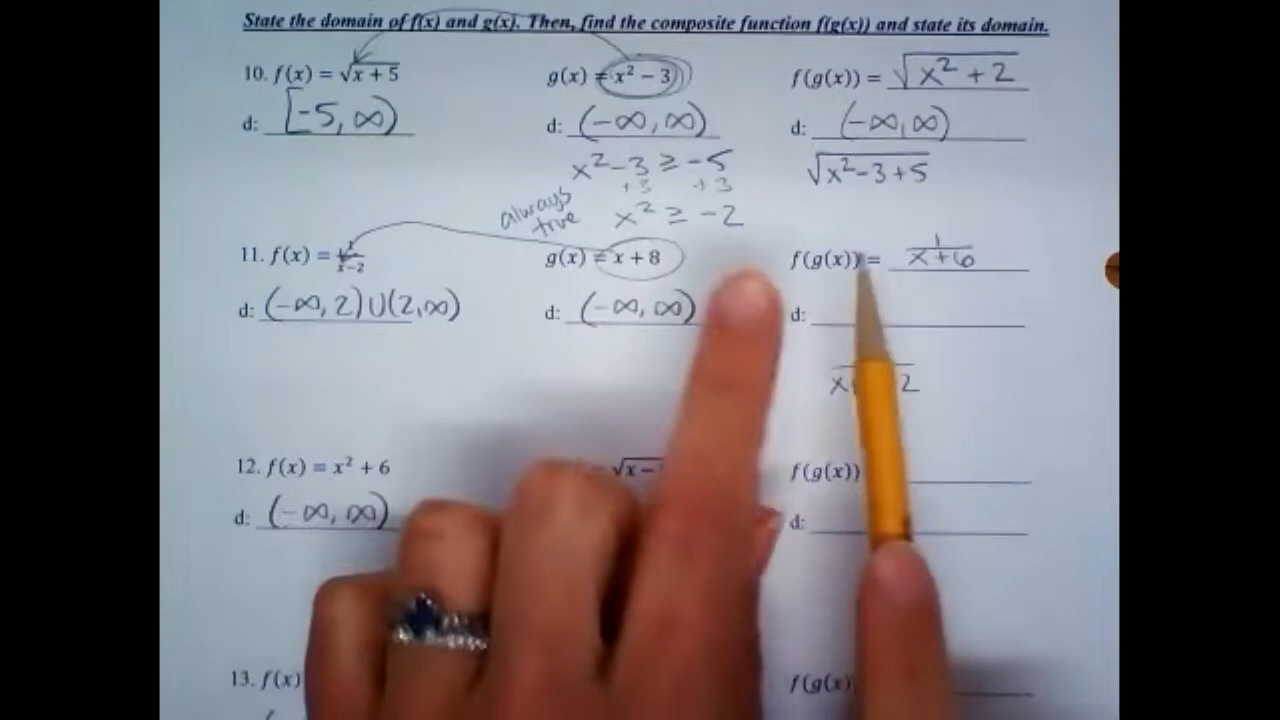 State the domain of f(x) and g(x). Then, find the composite function f(g(x)) and state its domain.
10. f(x) = √x + 5 g(x) = x² − 3 f(g(x)) = √x² + 2
d: [-5, ∞) d: (-∞, ∞) d: (-∞, ∞)
x² - 3 ≥ -5 √x² - 3 + 5
+3 +3
always true x² ≥ -2
11. f(x) = 1/x−2 g(x) = x + 8 f(g(x)) = 1/x+6
d: (-∞, 2) U (2, ∞) d: (-∞, ∞) d:
x 2
12. f(x) = x² + 6 √x − f(g(x))
d: (-∞, ∞) d:
13. f(x) f(g(x)